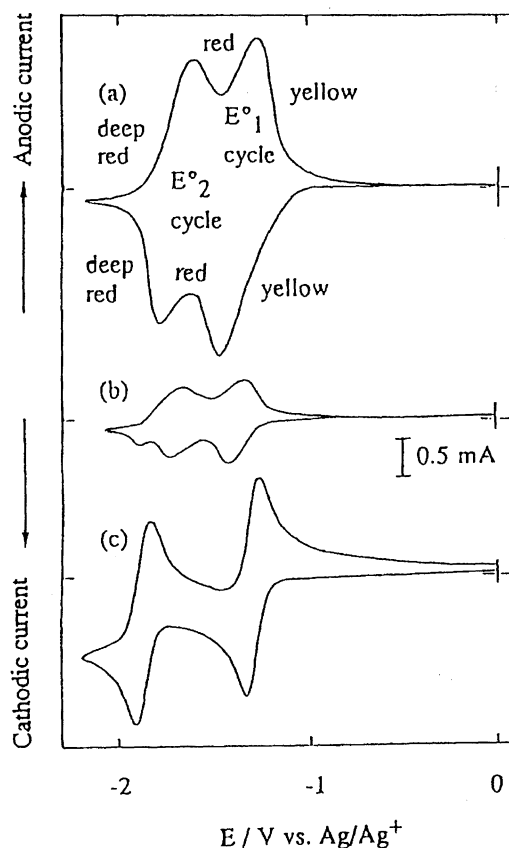 Anodic current
Cathodic current
(a)
red
deep
red
yellow
E°1
cycle
E°2
cycle
deep
red
red
yellow
(b)
0.5 mA
(c)
-2
-1
0
E / V vs. Ag/Ag+